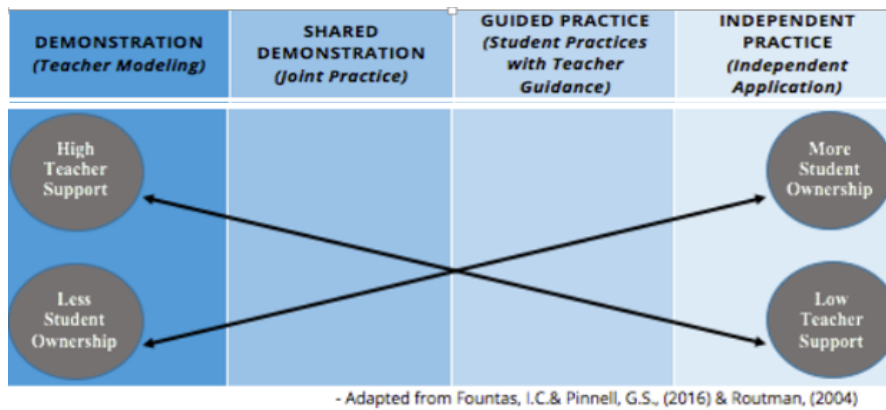 DEMONSTRATION
(Teacher Modeling)
SHARED
DEMONSTRATION
(Joint Practice)
GUIDED PRACTICE
(Student Practices
with Teacher
Guidance)
INDEPENDENT
PRACTICE
(Independent
Application)
High
Teacher
Support
More
Student
Ownership
Less
Student
Ownership
Low
Teacher
Support
- Adapted from Fountas, I.C.& Pinnell, G.S., (2016) & Routman, (2004)